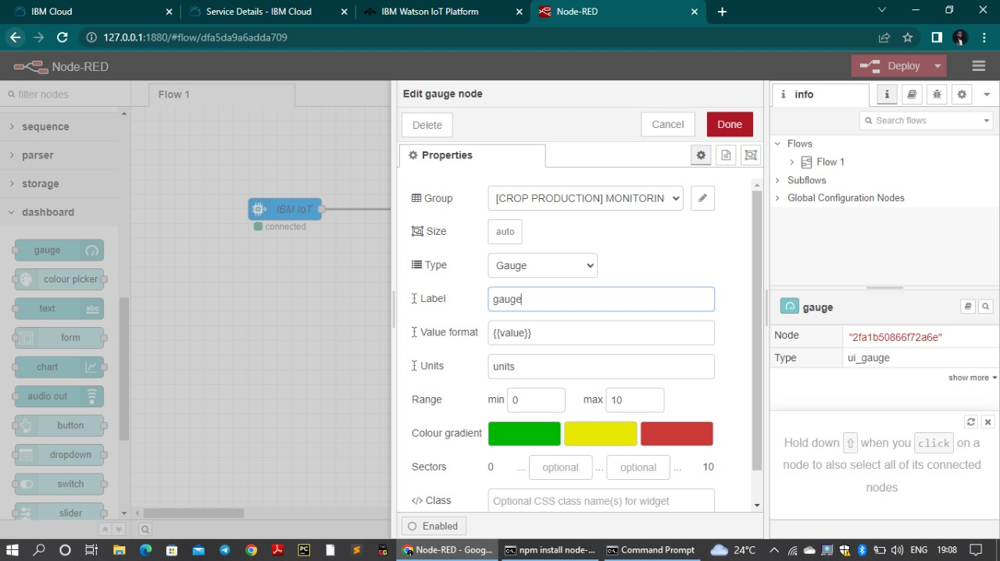 IBM Cloud
Service Details - IBM Cloud
IBM Watson IoT Platform
Node-RED
127.0.0.1:1880/#flow/dfa5da9a6adda709
Node-RED
Deploy
filter nodes
sequence
parser
storage
dashboard
gauge
colour picker
text
abc
form
chart
audio out
button
dropdown
switch
slider
Flow 1
IBM IoT
connected
Edit gauge node
Delete
Cancel
Done
Properties
Group
[CROP PRODUCTION] MONITORIN
Size
auto
Type
Gauge
Label
gauge
Value format
{{value}}
Units
units
Range
min 0
max 10
Colour gradient
Sectors
0 ... optional ... optional ... 10
</> Class
Optional CSS class name(s) for widget
Enabled
i info
i
Search flows
Flows
Flow 1
Subflows
Global Configuration Nodes
gauge
Node "2fa1b50866f72a6e"
Type ui_gauge
show more
Hold down ⇧ when you click on a
node to also select all of its connected
nodes
PC
Node-RED - Goog...
npm install node-...
Command Prompt
24°C
ENG
19:08